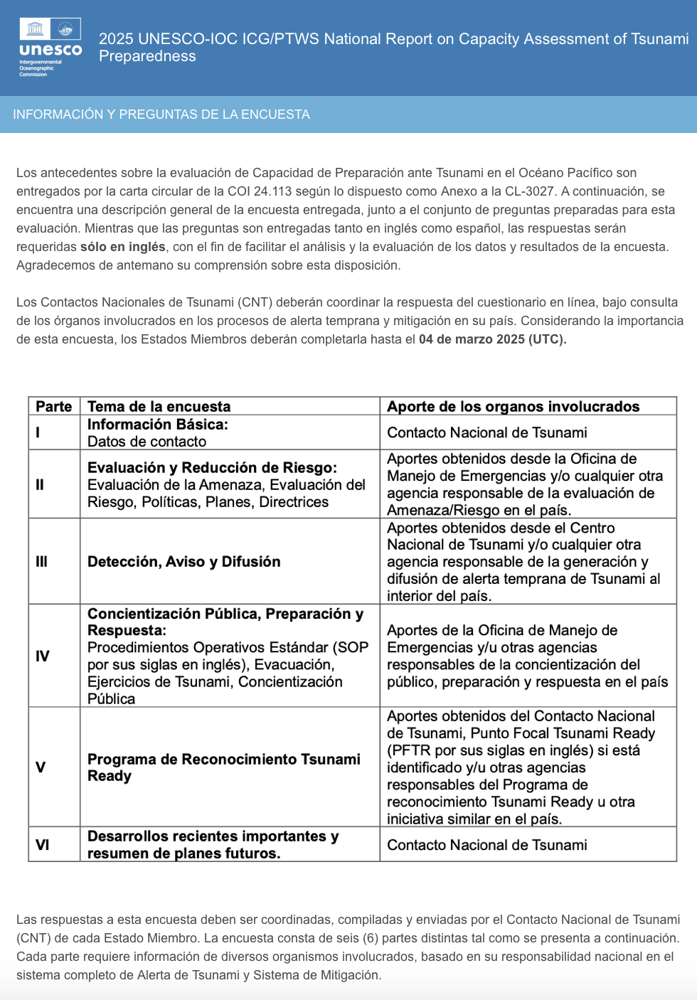 unesco
Intergovernmental
Oceanographic
Commission
2025 UNESCO-IOC ICG/PTWS National Report on Capacity Assessment of Tsunami
Preparedness
INFORMACIÓN Y PREGUNTAS DE LA ENCUESTA
Los antecedentes sobre la evaluación de Capacidad de Preparación ante Tsunami en el Océano Pacífico son
entregados por la carta circular de la COI 24.113 según lo dispuesto como Anexo a la CL-3027. A continuación, se
encuentra una descripción general de la encuesta entregada, junto a el conjunto de preguntas preparadas para esta
evaluación. Mientras que las preguntas son entregadas tanto en inglés como español, las respuestas serán
requeridas sólo en inglés, con el fin de facilitar el análisis y la evaluación de los datos y resultados de la encuesta.
Agradecemos de antemano su comprensión sobre esta disposición.
Los Contactos Nacionales de Tsunami (CNT) deberán coordinar la respuesta del cuestionario en línea, bajo consulta
de los órganos involucrados en los procesos de alerta temprana y mitigación en su país. Considerando la importancia
de esta encuesta, los Estados Miembros deberán completarla hasta el 04 de marzo 2025 (UTC).
Parte
Tema de la encuesta
Aporte de los organos involucrados
I
Información Básica:
Datos de contacto
Contacto Nacional de Tsunami
II
Evaluación y Reducción de Riesgo:
Evaluación de la Amenaza, Evaluación del
Riesgo, Políticas, Planes, Directrices
Aportes obtenidos desde la Oficina de
Manejo de Emergencias y/o cualquier otra
agencia responsable de la evaluación de
Amenaza/Riesgo en el país.
III
Detección, Aviso y Difusión
Aportes obtenidos desde el Centro
Nacional de Tsunami y/o cualquier otra
agencia responsable de la generación y
difusión de alerta temprana de Tsunami al
interior del país.
IV
Concientización Pública, Preparación y
Respuesta:
Procedimientos Operativos Estándar (SOP
por sus siglas en inglés), Evacuación,
Ejercicios de Tsunami, Concientización
Pública
Aportes de la Oficina de Manejo de
Emergencias y/u otras agencias
responsables de la concientización del
público, preparación y respuesta en el país
V
Programa de Reconocimiento Tsunami
Ready
Aportes obtenidos del Contacto Nacional
de Tsunami, Punto Focal Tsunami Ready
(PFTR por sus siglas en inglés) si está
identificado y/u otras agencias
responsables del Programa de
reconocimiento Tsunami Ready u otra
iniciativa similar en el país.
VI
Desarrollos recientes importantes y
resumen de planes futuros.
Contacto Nacional de Tsunami
Las respuestas a esta encuesta deben ser coordinadas, compiladas y enviadas por el Contacto Nacional de Tsunami
(CNT) de cada Estado Miembro. La encuesta consta de seis (6) partes distintas tal como se presenta a continuación.
Cada parte requiere información de diversos organismos involucrados, basado en su responsabilidad nacional en el
sistema completo de Alerta de Tsunami y Sistema de Mitigación.